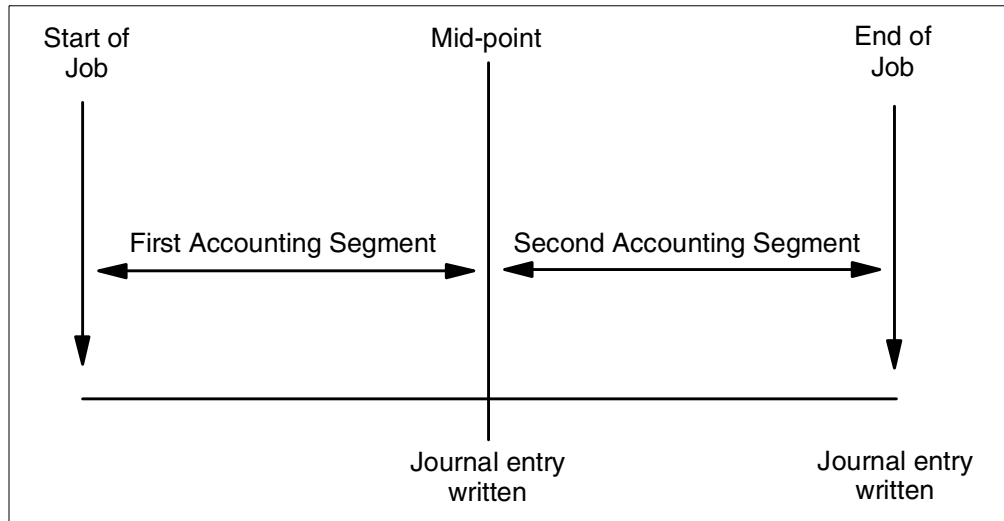 Start of
Job
Mid-point
End of
Job
First Accounting Segment
Second Accounting Segment
Journal entry
written
Journal entry
written